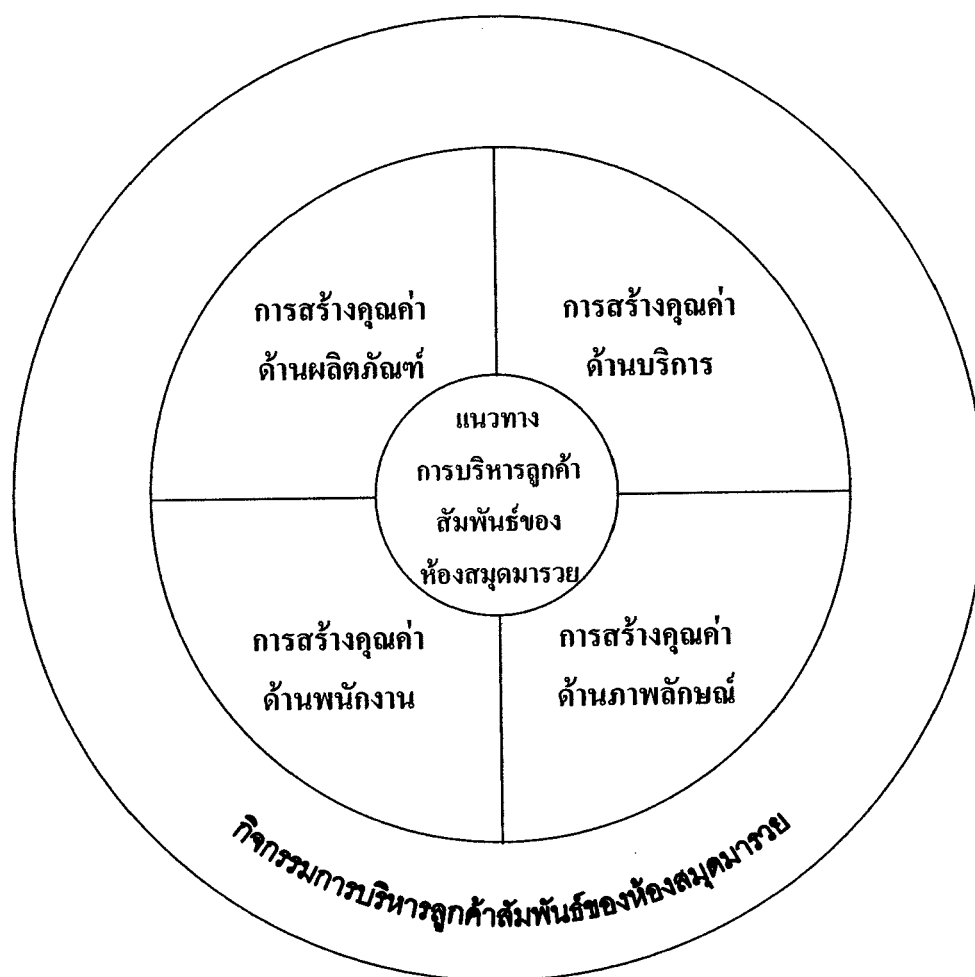 การสร้างคุณค่า
ด้านผลิตภัณฑ์
การสร้างคุณค่า
ด้านบริการ
แนวทาง
การบริหารลูกค้า
สัมพันธ์ของ
ห้องสมุดมารวย
การสร้างคุณค่า
ด้านพนักงาน
การสร้างคุณค่า
ด้านภาพลักษณ์
กิจกรรมการบริหารลูกค้าสัมพันธ์ของห้องสมุดมารวย